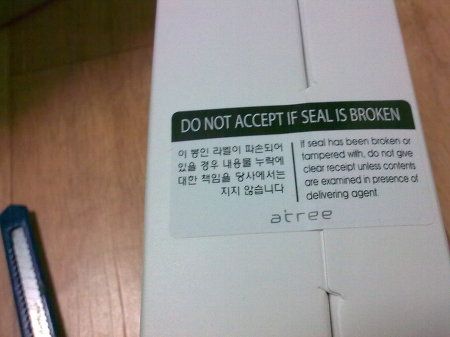 DO NOT ACCEPT IF SEAL IS BROKEN
이 봉인 라벨이 파손되어
있을 경우 내용물 누락에
대한 책임을 당사에서는
지지 않습니다
If seal has been broken or
tampered with, do not give
clear receipt unless contents
are examined in presence of
delivering agent.
atree